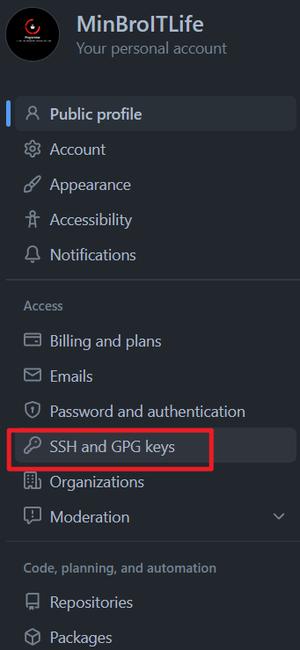 MinBroITLife
Your personal account
Public profile
Account
Appearance
Accessibility
Notifications
Access
Billing and plans
Emails
Password and authentication
SSH and GPG keys
Organizations
Moderation
Code, planning, and automation
Repositories
Packages